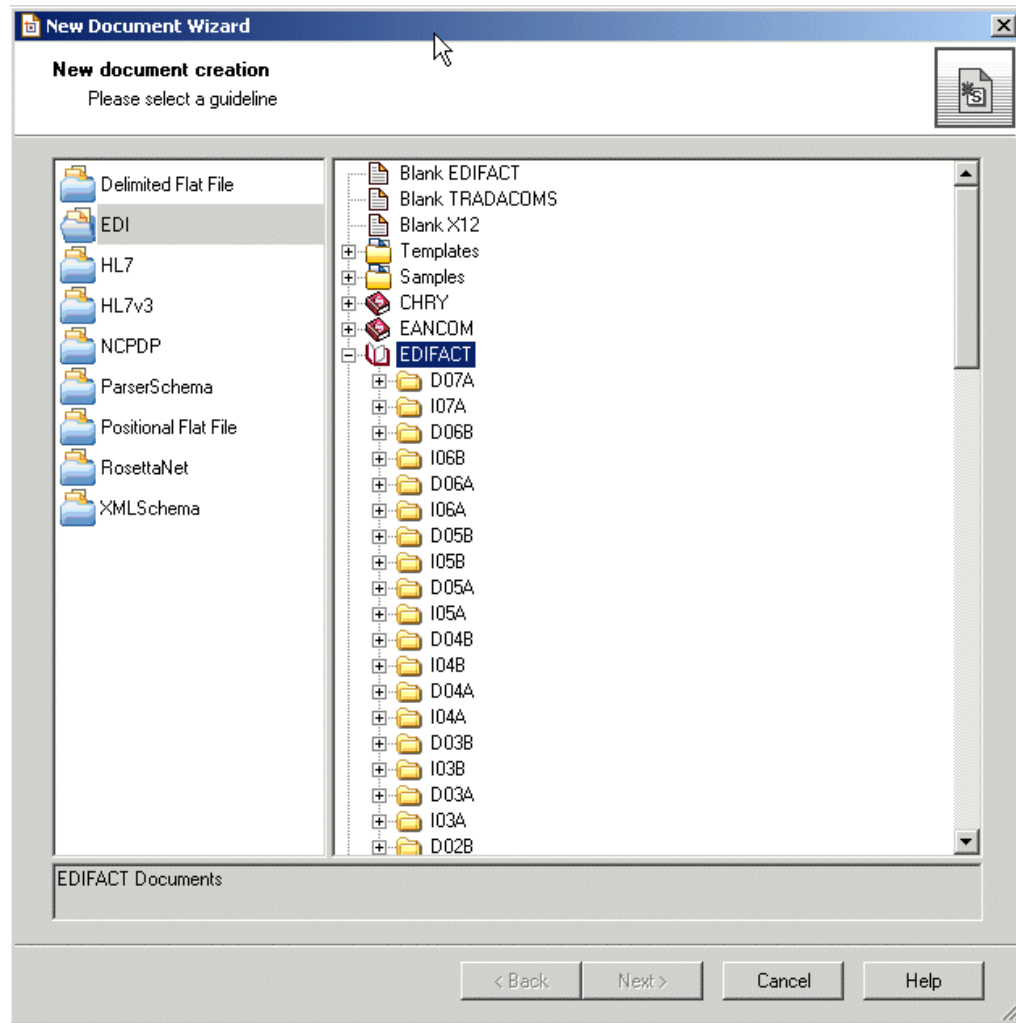 New Document Wizard
New document creation
Please select a guideline
Delimited Flat File
EDI
HL7
HL7v3
NCPDP
ParserSchema
Positional Flat File
RosettaNet
XMLSchema
Blank EDIFACT
Blank TRADACOMS
Blank X12
Templates
Samples
CHRY
EANCOM
EDIFACT
D07A
I07A
D06B
I06B
D06A
I06A
D05B
I05B
D05A
I05A
D04B
I04B
D04A
I04A
D03B
I03B
D03A
I03A
D02B
EDIFACT Documents
< Back Next > Cancel Help